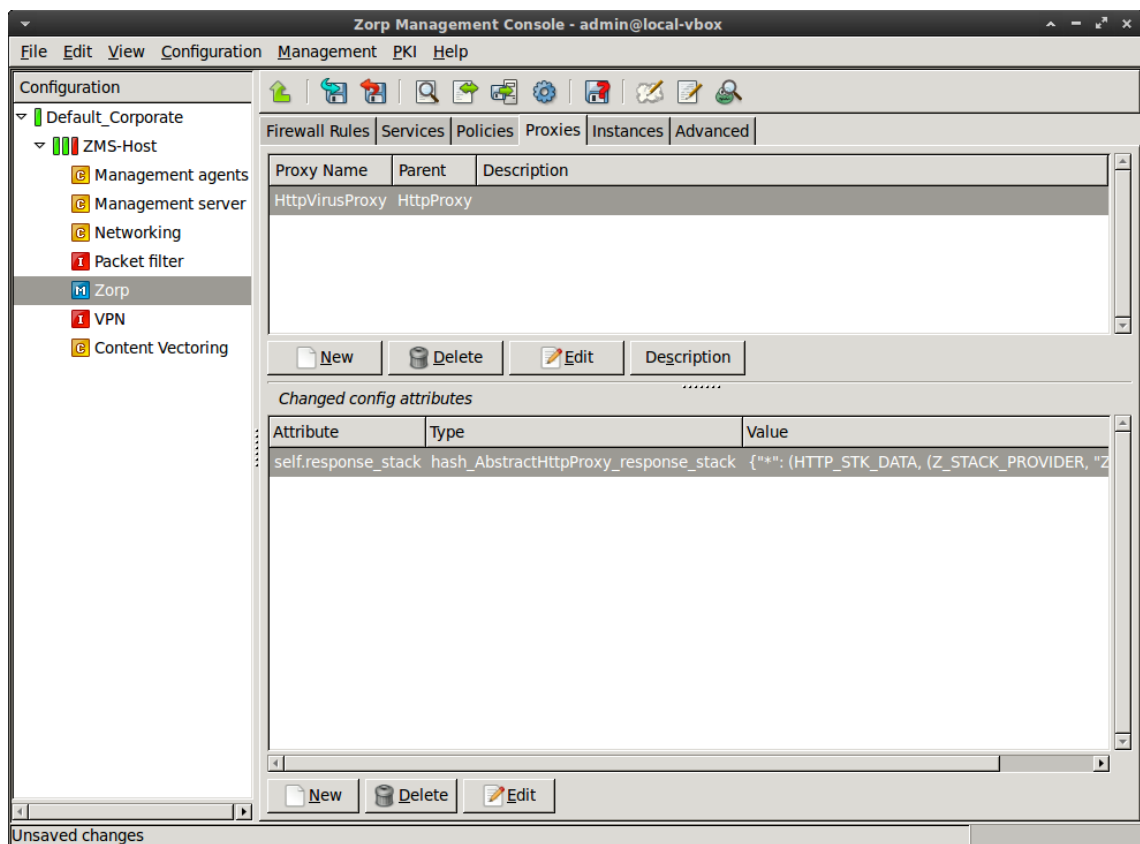 Zorp Management Console - admin@local-vbox
File Edit View Configuration Management PKI Help
Configuration
Default_Corporate
ZMS-Host
Management agents
Management server
Networking
Packet filter
Zorp
VPN
Content Vectoring
Firewall Rules Services Policies Proxies Instances Advanced
Proxy Name Parent Description
HttpVirusProxy HttpProxy
New Delete Edit Description
Changed config attributes
Attribute Type Value
self.response_stack hash_AbstractHttpProxy_response_stack {"*": (HTTP_STK_DATA, (Z_STACK_PROVIDER, "Z
New Delete Edit
Unsaved changes